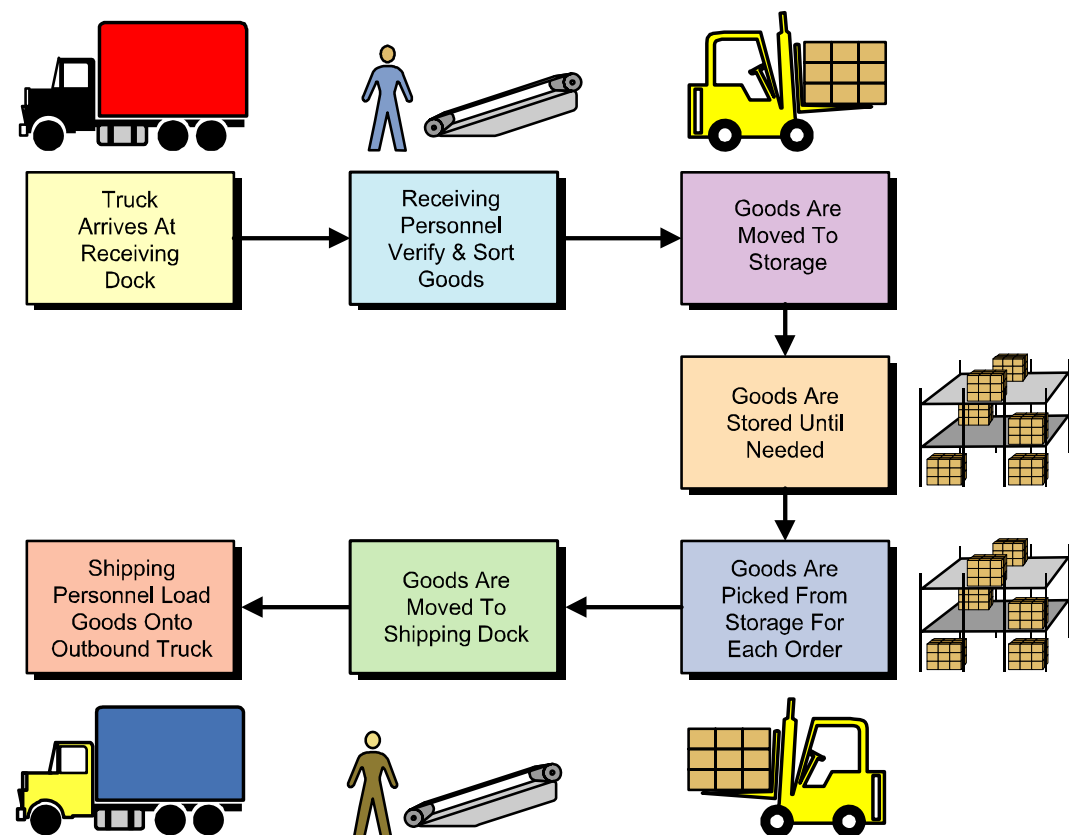 Truck
Arrives At
Receiving
Dock
Receiving
Personnel
Verify & Sort
Goods
Goods Are
Moved To
Storage
Goods Are
Stored Until
Needed
Goods Are
Picked From
Storage For
Each Order
Goods Are
Moved To
Shipping Dock
Shipping
Personnel Load
Goods Onto
Outbound Truck